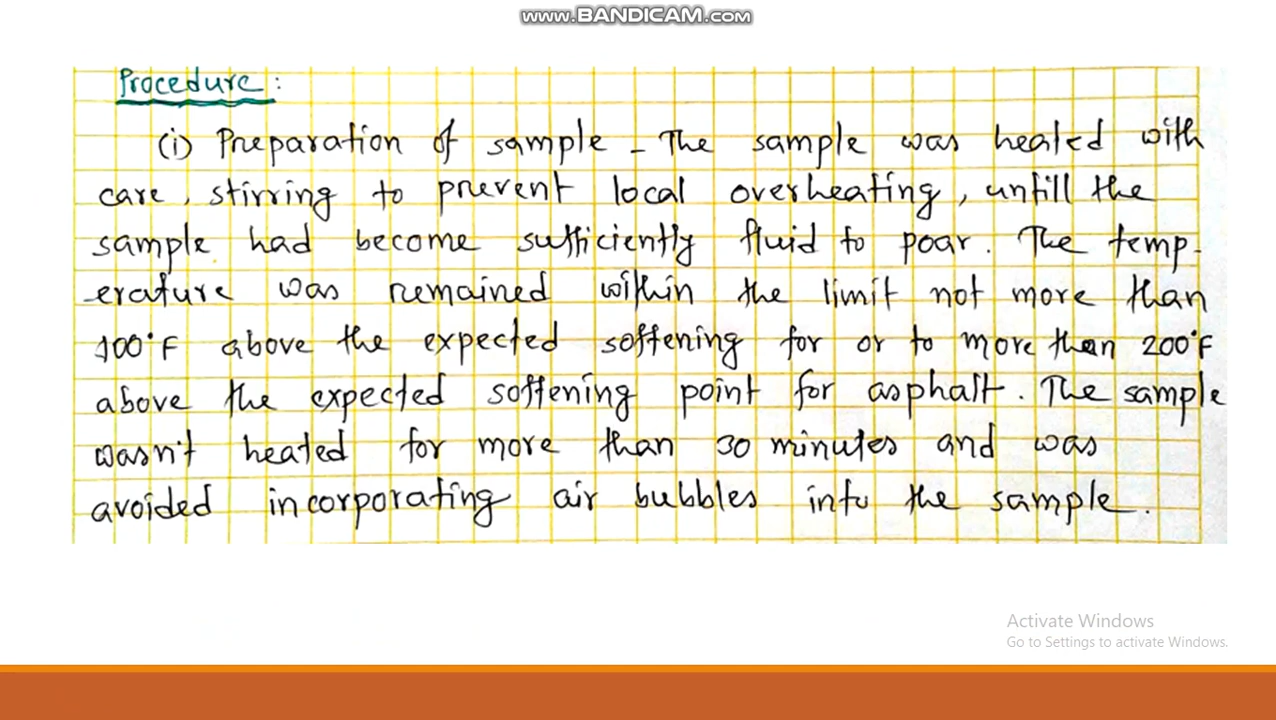 www.BANDICAM.com
Procedure:
(i) Preparation of sample - The sample was heated with
care, stirring to prevent local overheating, untill the
sample had become sufficiently fluid to poar. The temp-
erature was remained within the limit not more than
100°F above the expected softening for or to more than 200°F
above the expected softening point for asphalt. The sample
wasn't heated for more than 30 minutes and was
avoided incorporating air bubbles into the sample.
Activate Windows
Go to Settings to activate Windows.